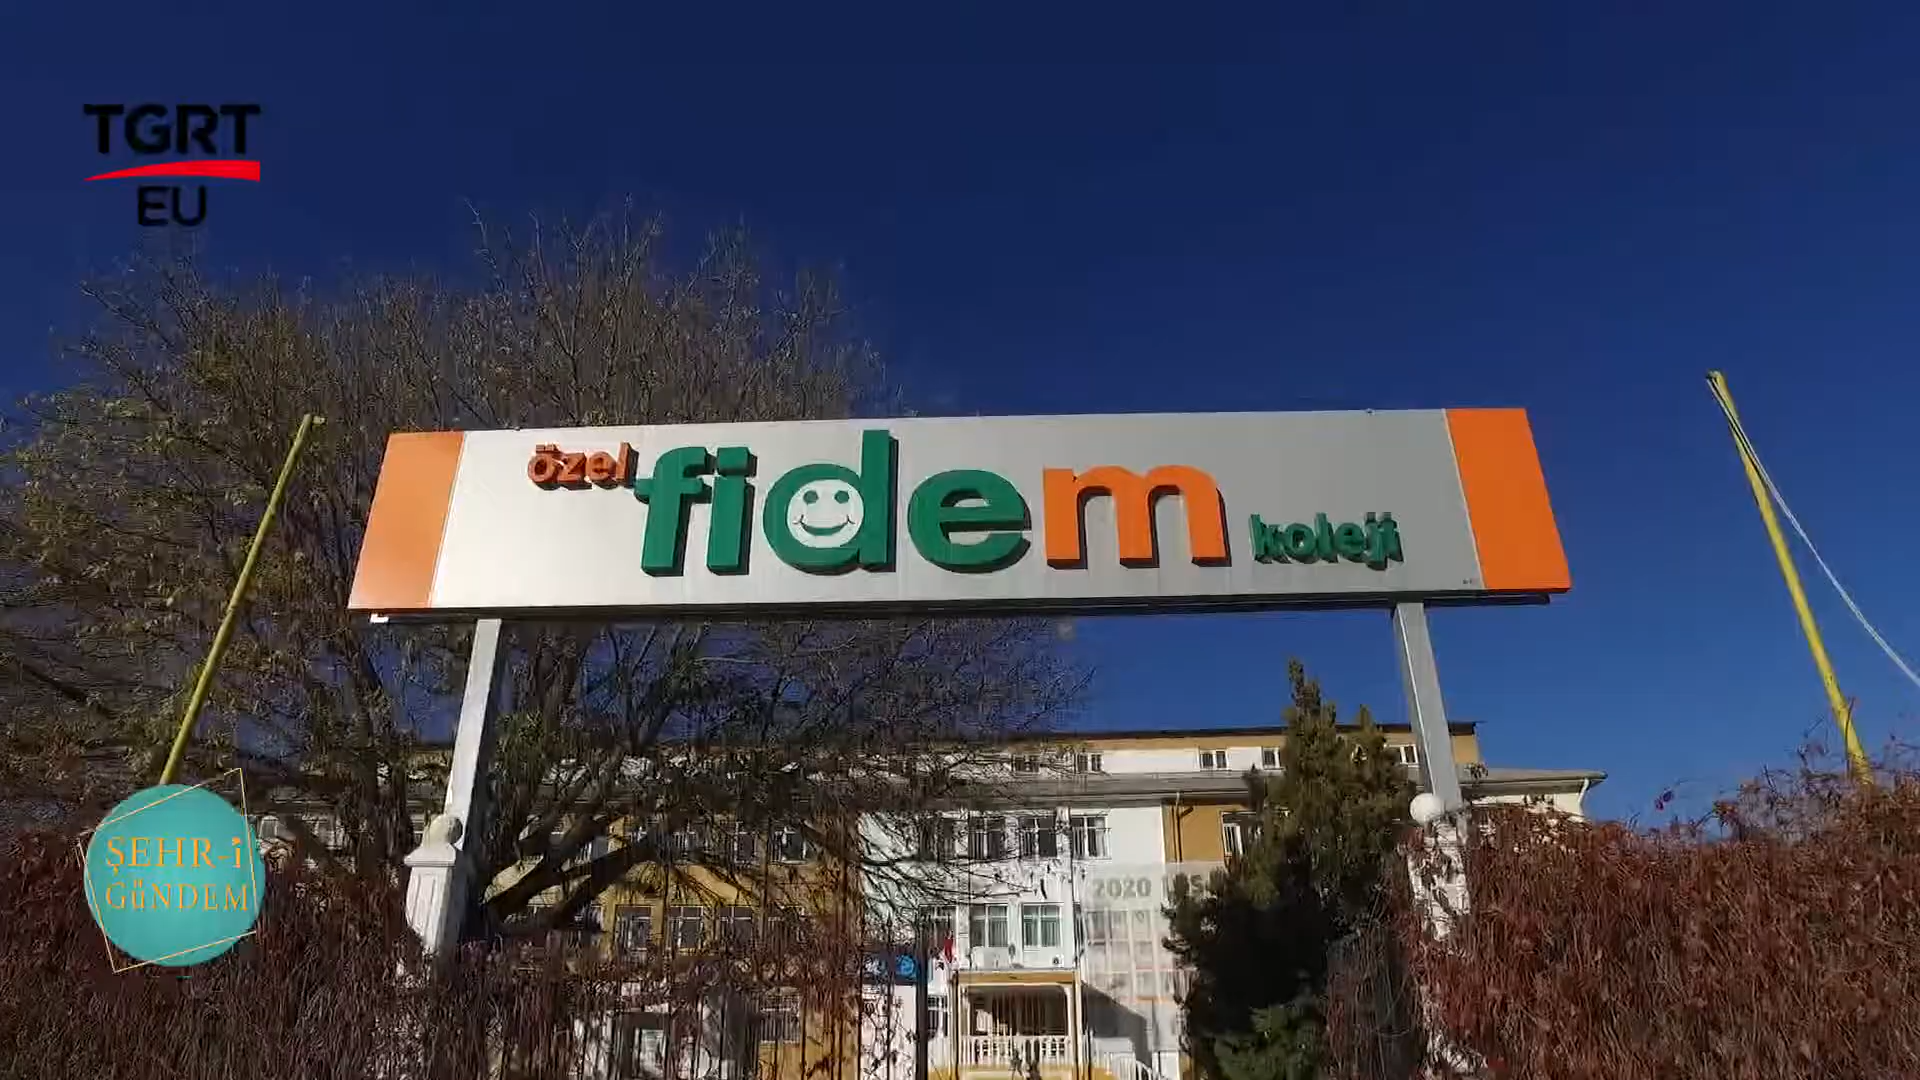 TGRT
EU
özel fidem koleji
2020
ŞEHR-i
GüNDEM